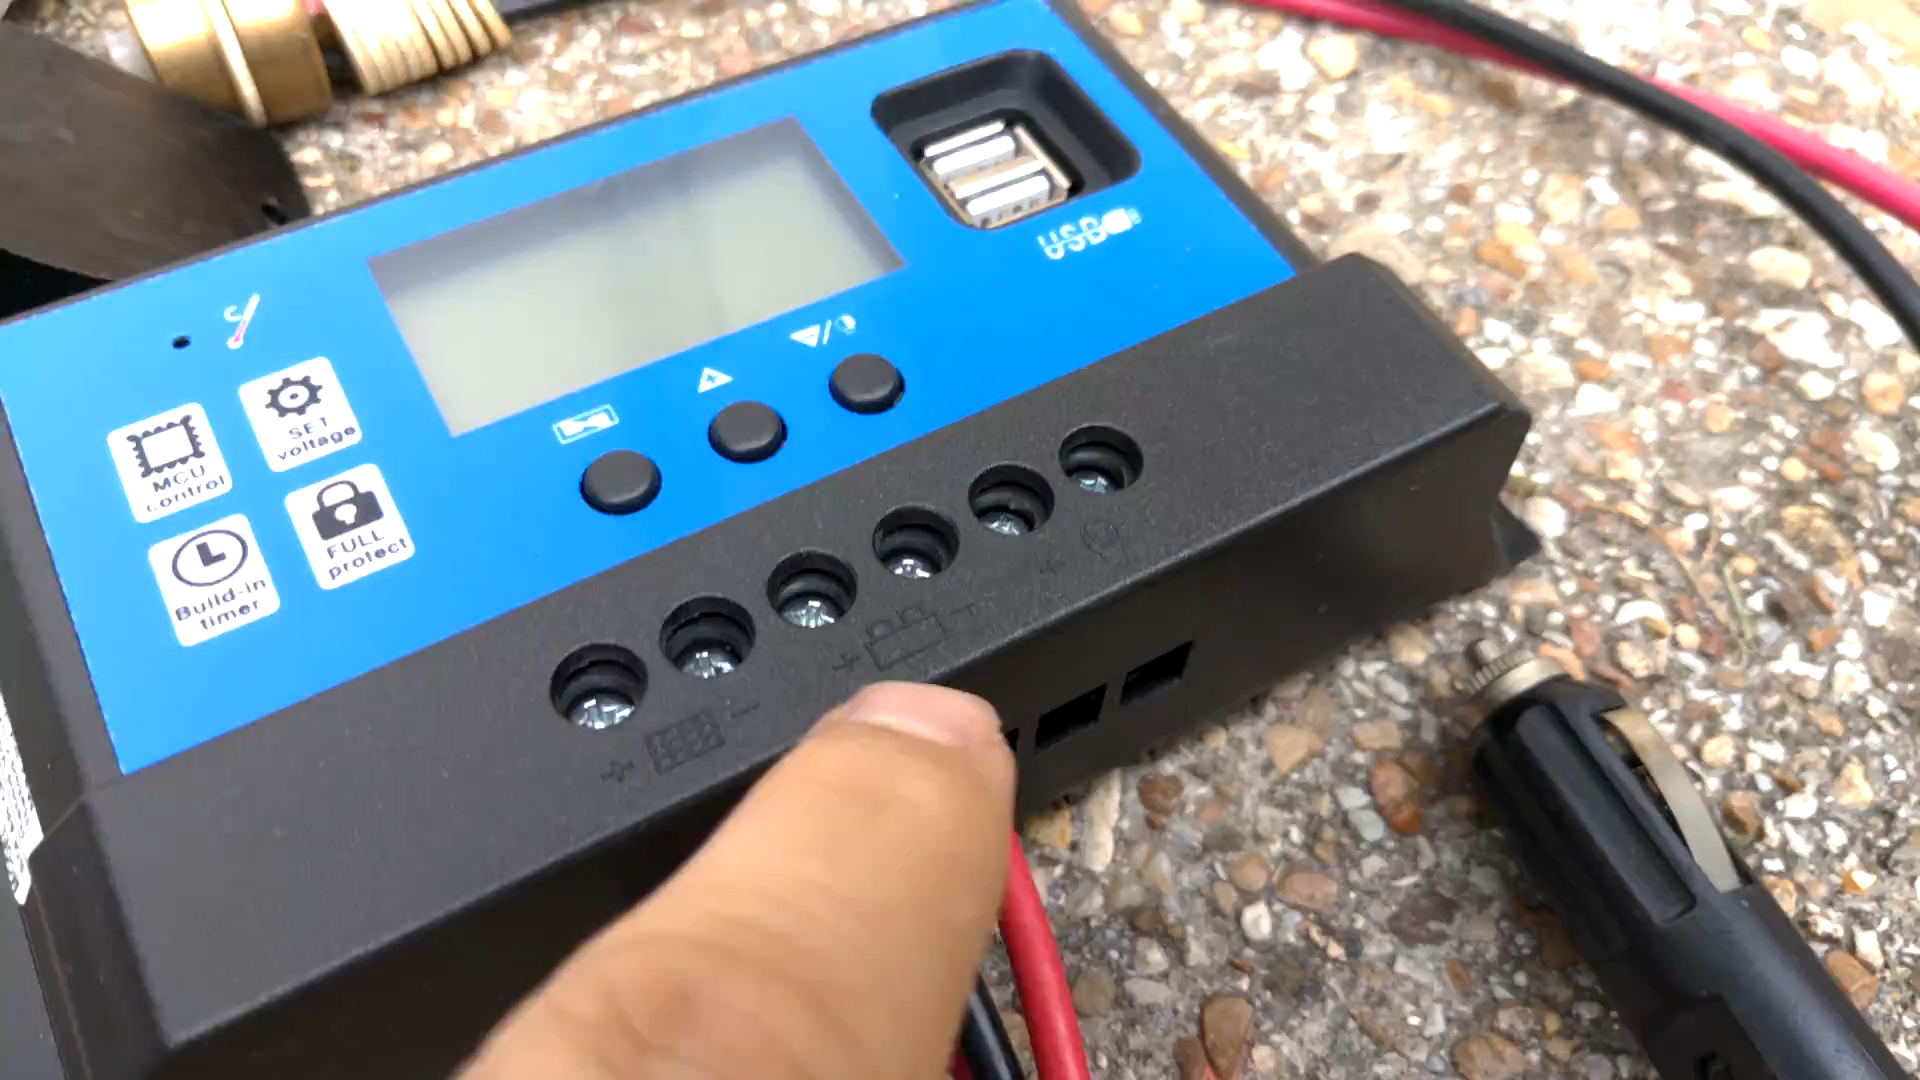 USB
°C
SET
voltage
MCU
control
FULL
protect
Build-in
timer